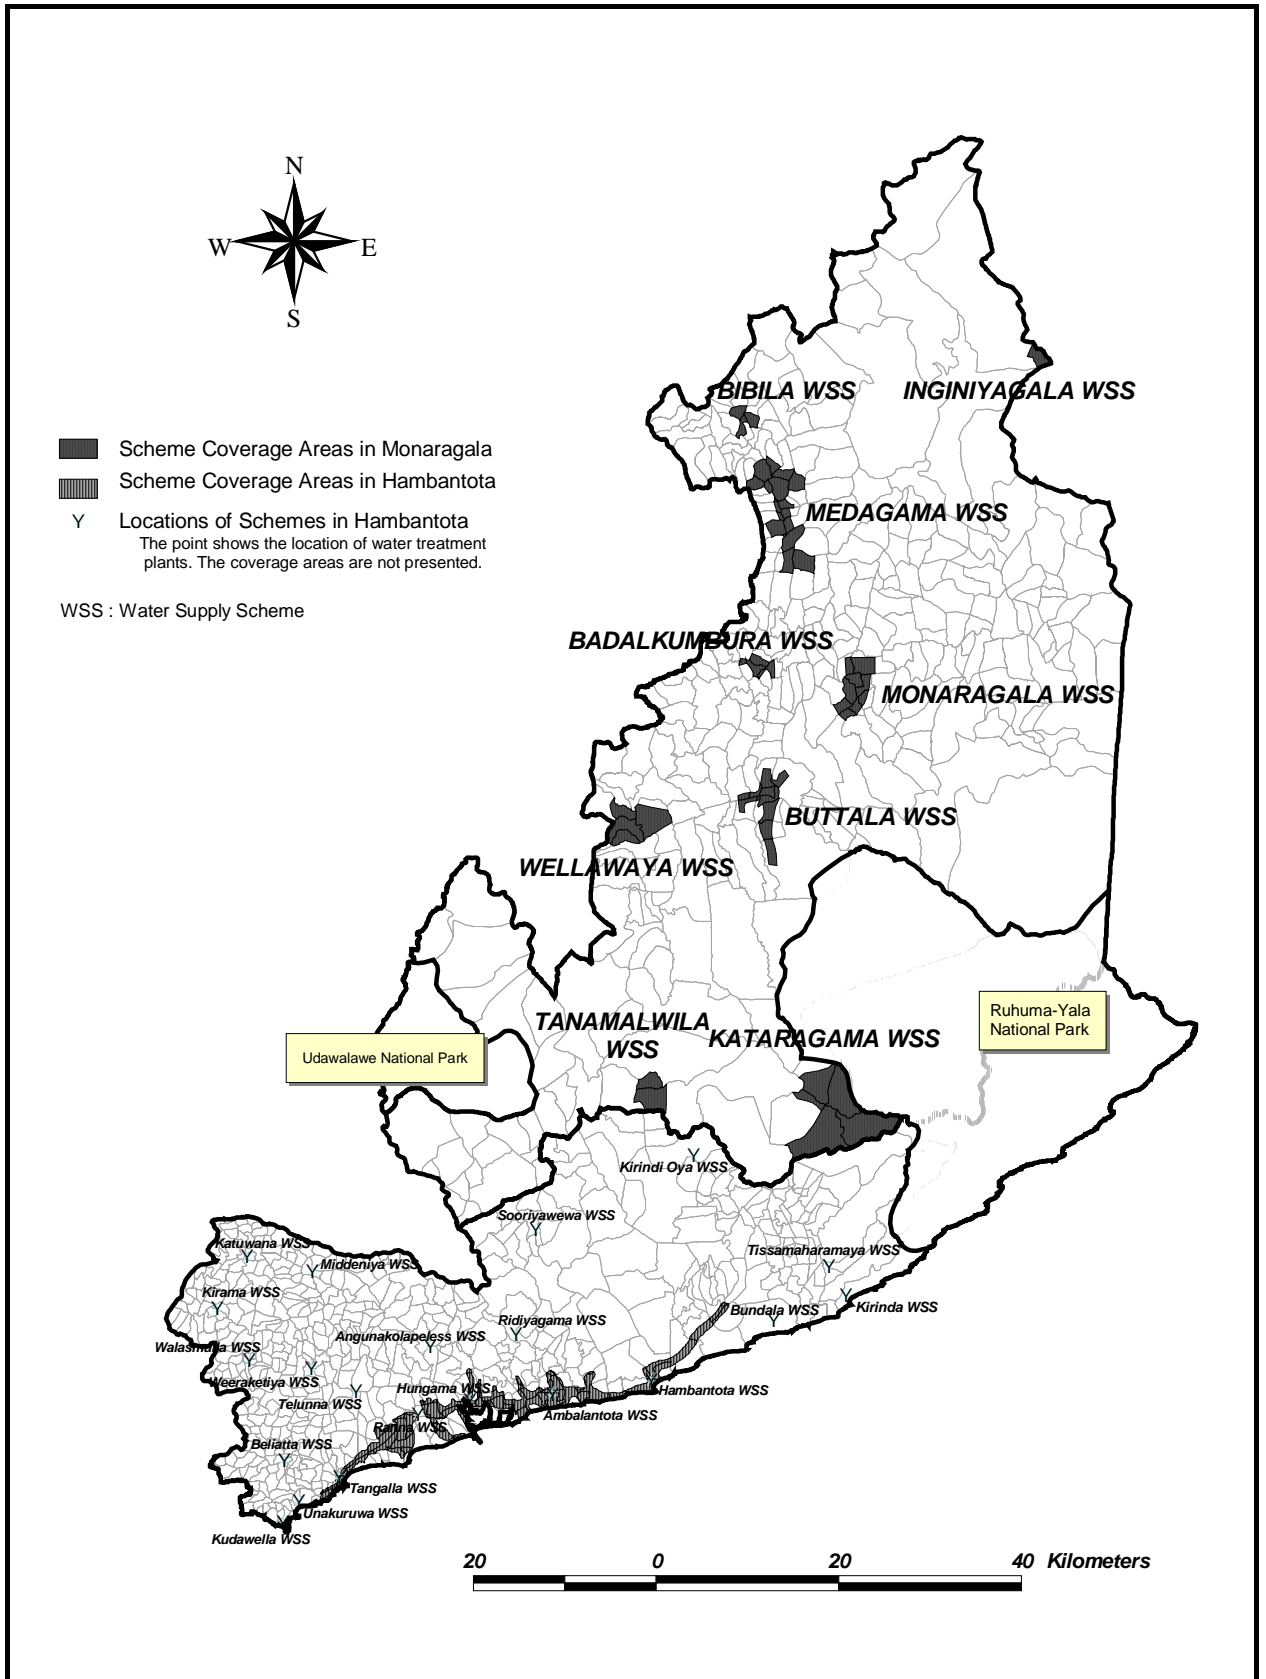 N
W E
S
BIBILA WSS
INGINIYAGALA WSS
Scheme Coverage Areas in Monaragala
Scheme Coverage Areas in Hambantota
Locations of Schemes in Hambantota
The point shows the location of water treatment
plants. The coverage areas are not presented.
WSS : Water Supply Scheme
MEDAGAMA WSS
BADALKUMBURA WSS
MONARAGALA WSS
BUTTALA WSS
WELLAWAYA WSS
Ruhuma-Yala
National Park
TANAMALWILA
WSS
KATARAGAMA WSS
Udawalawe National Park
Kirindi Oya WSS
Sooriyawewa WSS
Katuwana WSS
Tissamaharamaya WSS
Middeniya WSS
Kirama WSS
Kirinda WSS
Bundala WSS
Ridiyagama WSS
Angunakolapeless WSS
Walasmulla WSS
Weeraketiya WSS
Hungama WSS
Hambantota WSS
Telunna WSS
Ambalantota WSS
Ranna WSS
Beliatta WSS
Tangalla WSS
Unakuruwa WSS
Kudawella WSS
20 0 20 40 Kilometers